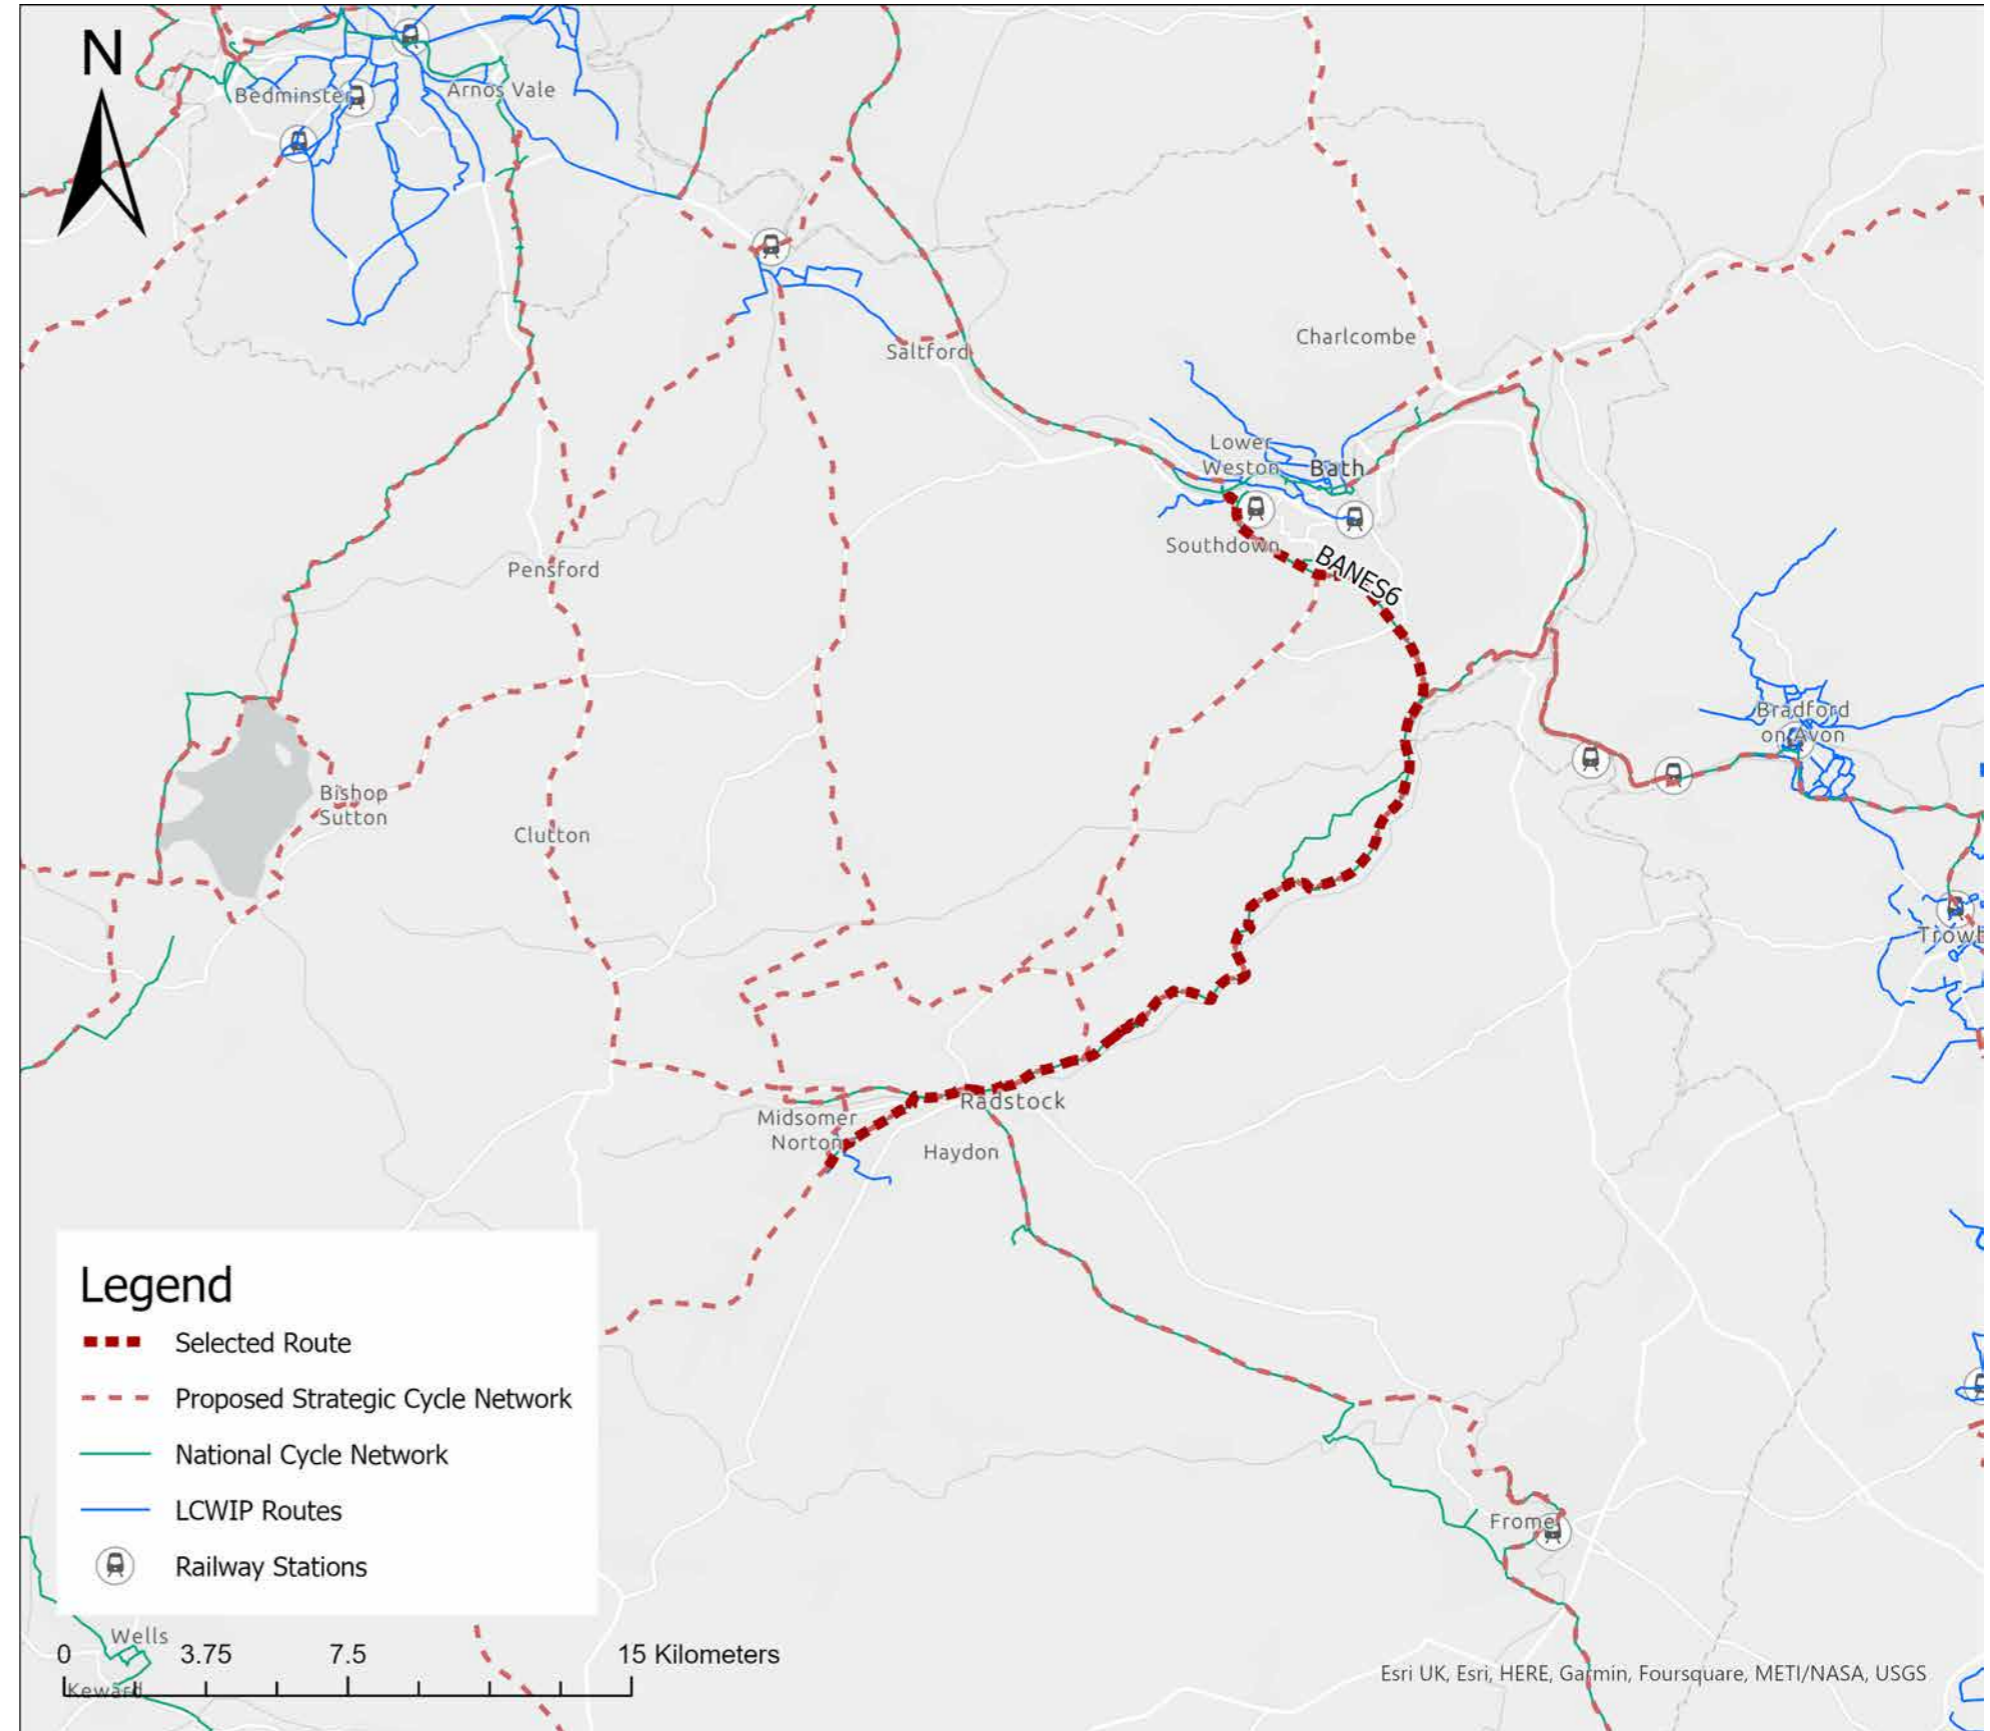 N
Bedminster
Arnos Vale
Saltford
Charlcombe
Lower
Weston
Bath
Southdown
BANES6
Pensford
Bradford
on Avon
Bishop
Sutton
Clutton
Trowb
Radstock
Midsomer
Norton
Haydon
Legend
Selected Route
Proposed Strategic Cycle Network
National Cycle Network
LCWIP Routes
Railway Stations
Frome
Wells
Keward
0 3.75 7.5 15 Kilometers
Esri UK, Esri, HERE, Garmin, Foursquare, METI/NASA, USGS